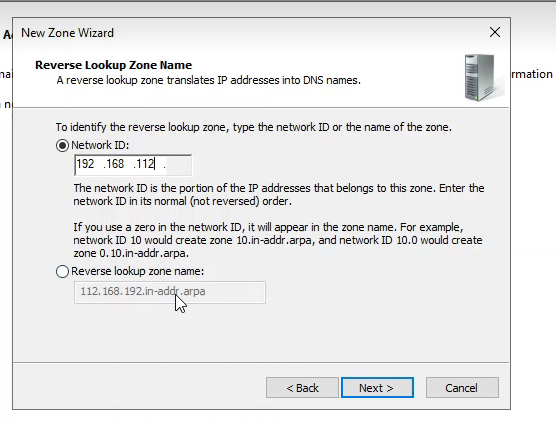 New Zone Wizard
Reverse Lookup Zone Name
A reverse lookup zone translates IP addresses into DNS names.
rmation
To identify the reverse lookup zone, type the network ID or the name of the zone.
Network ID:
192 .168 .112 .
The network ID is the portion of the IP addresses that belongs to this zone. Enter the
network ID in its normal (not reversed) order.
If you use a zero in the network ID, it will appear in the zone name. For example,
network ID 10 would create zone 10.in-addr.arpa, and network ID 10.0 would create
zone 0.10.in-addr.arpa.
Reverse lookup zone name:
112.168.192.in-addr.arpa
< Back Next > Cancel